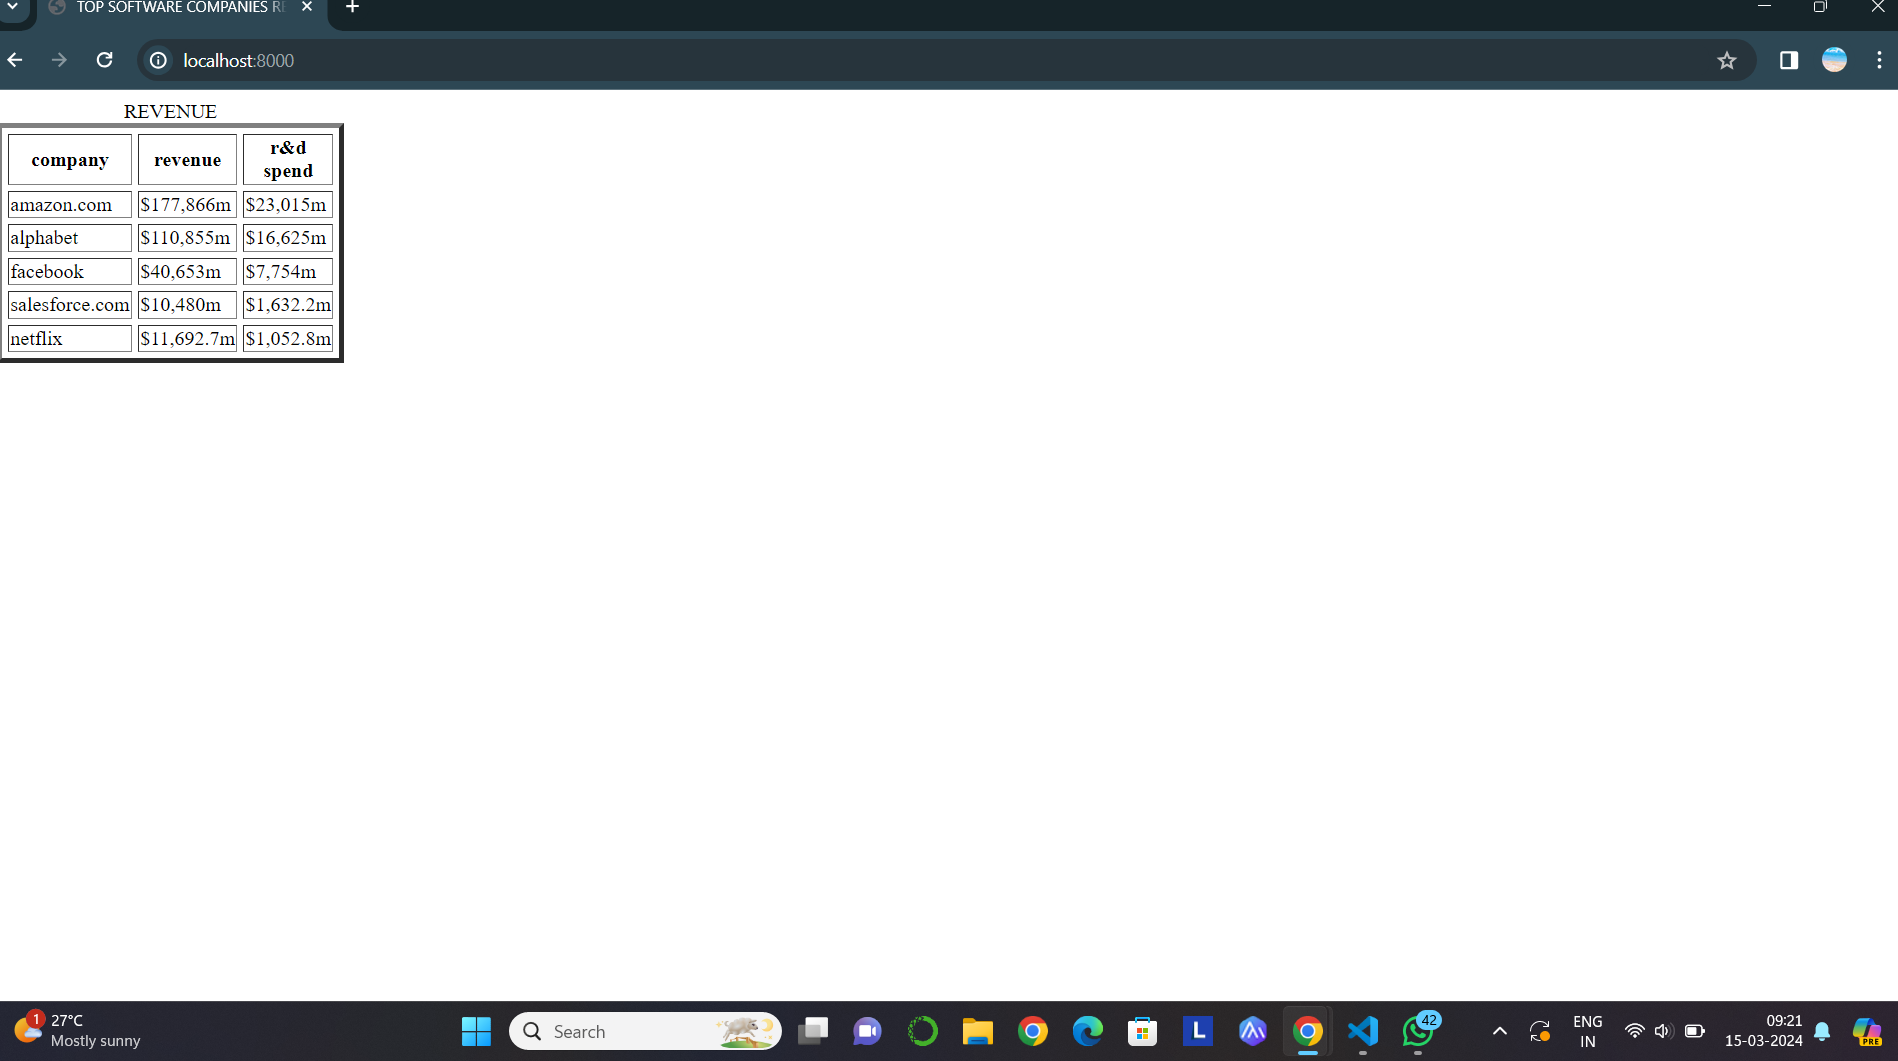 TOP SOFTWARE COMPANIES RE
localhost:8000
REVENUE
company revenue r&d spend
amazon.com $177,866m $23,015m
alphabet $110,855m $16,625m
facebook $40,653m $7,754m
salesforce.com $10,480m $1,632.2m
netflix $11,692.7m $1,052.8m
1
27°C
Mostly sunny
Search
L
42
ENG
IN
09:21
15-03-2024
PRE